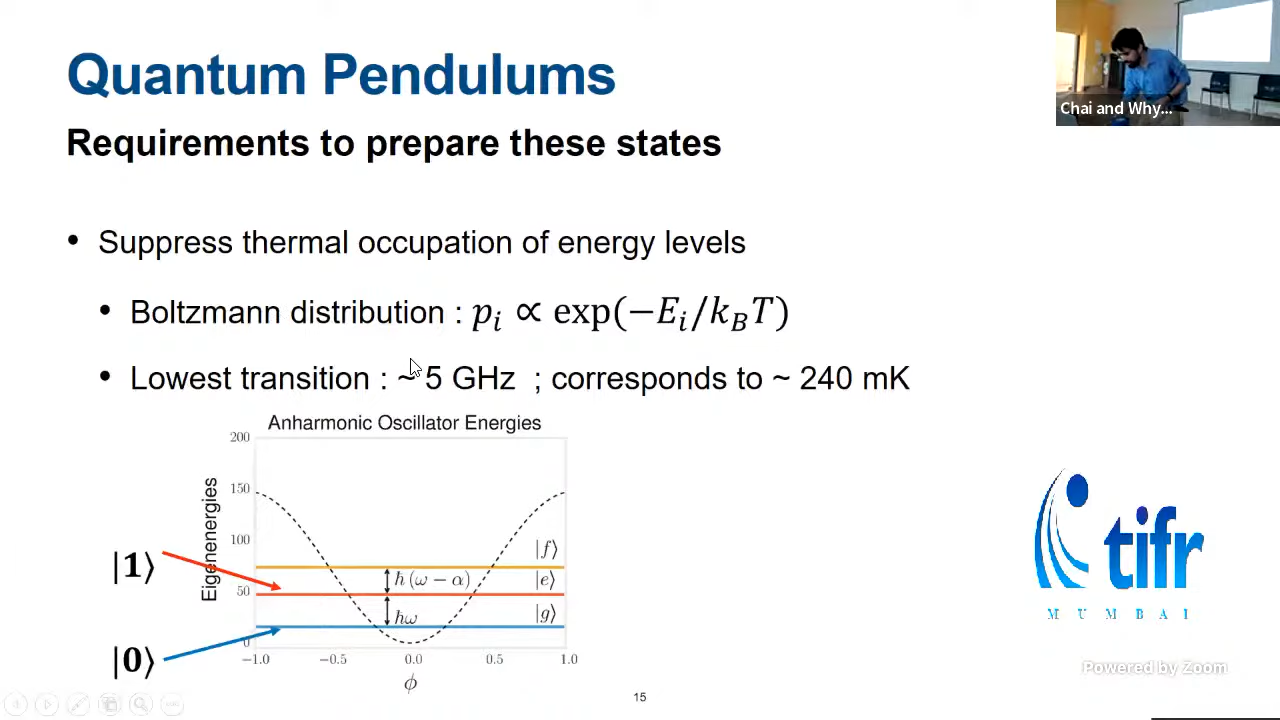 Quantum Pendulums
Requirements to prepare these states
Chai and Why...
• Suppress thermal occupation of energy levels
• Boltzmann distribution : p_i ∝ exp(−E_i/k_BT)
• Lowest transition : ~ 5 GHz ; corresponds to ~ 240 mK
Anharmonic Oscillator Energies
200
150
100
50
0
Eigenenergies
|f⟩
ħ(ω − α)
|e⟩
ħω
|g⟩
|1⟩
|0⟩
−1.0 −0.5 0.0 0.5 1.0
ϕ
tifr
MUMBAI
Powered by Zoom
15